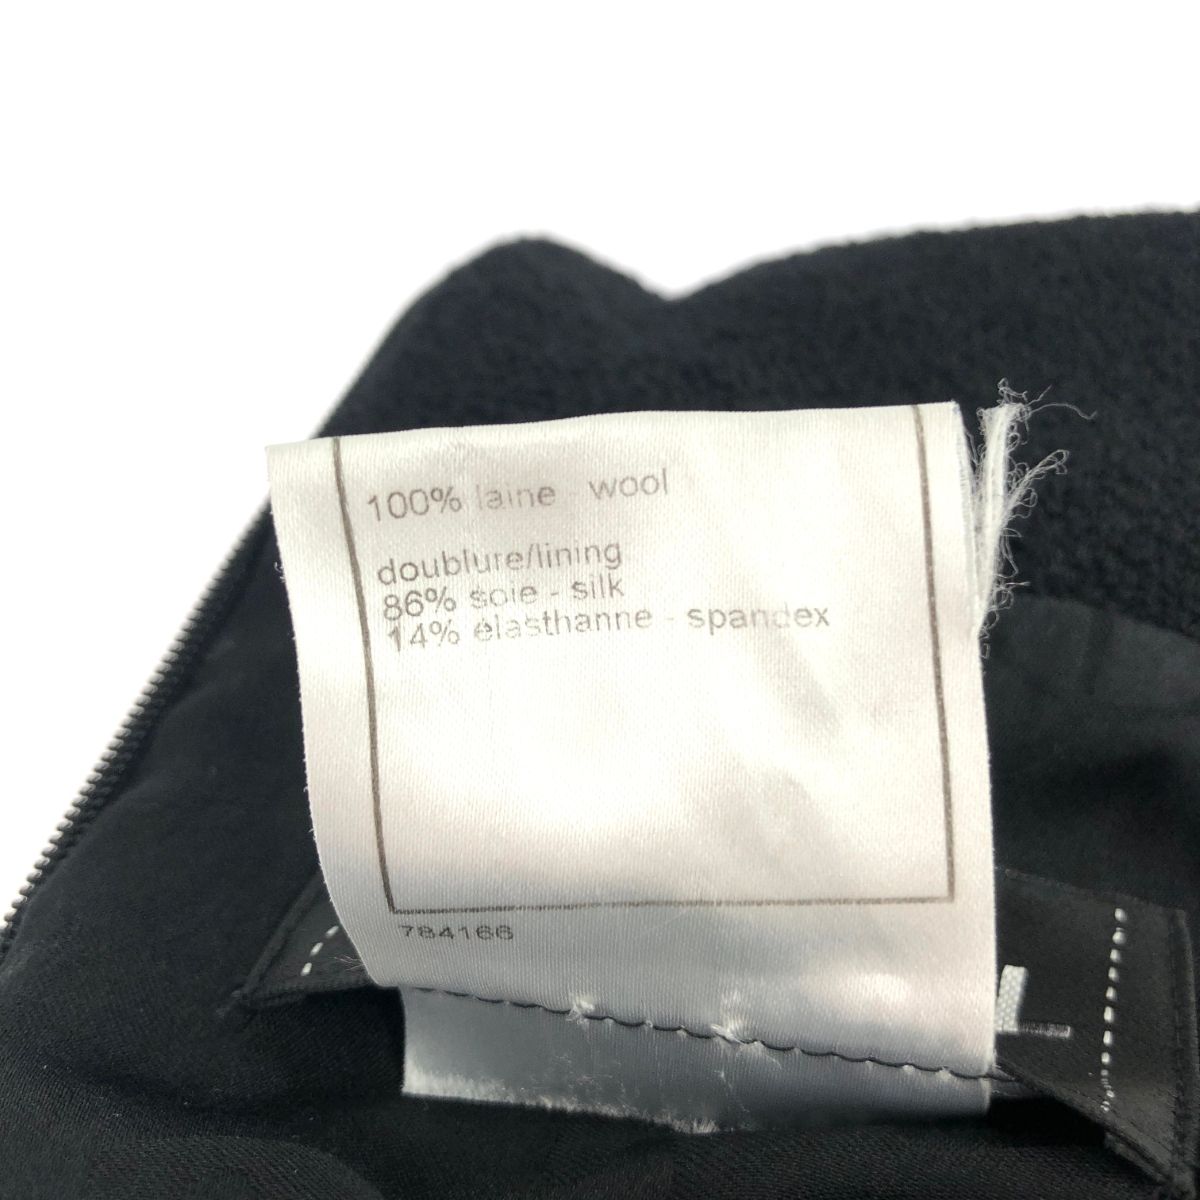 100% laine - wool
doublure/lining
86% soie - silk
14% élasthanne - spandex
784166